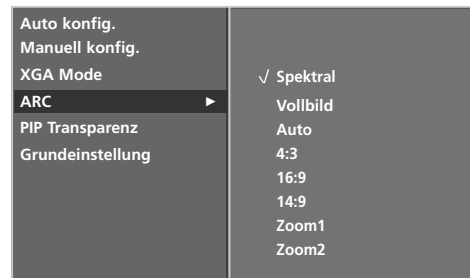 Auto konfig.
Manuell konfig.
XGA Mode
ARC ►
PIP Transparenz
Grundeinstellung
√ Spektral
Vollbild
Auto
4:3
16:9
14:9
Zoom1
Zoom2